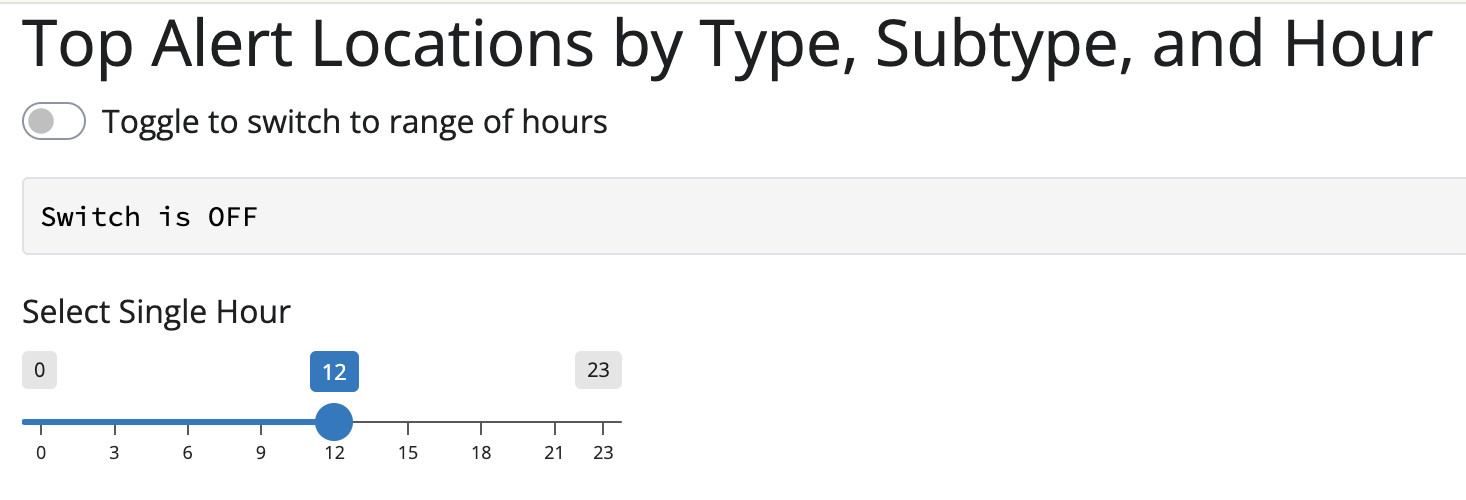 Top Alert Locations by Type, Subtype, and Hour
Toggle to switch to range of hours
Switch is OFF
Select Single Hour
0 12 23
0 3 6 9 12 15 18 21 23